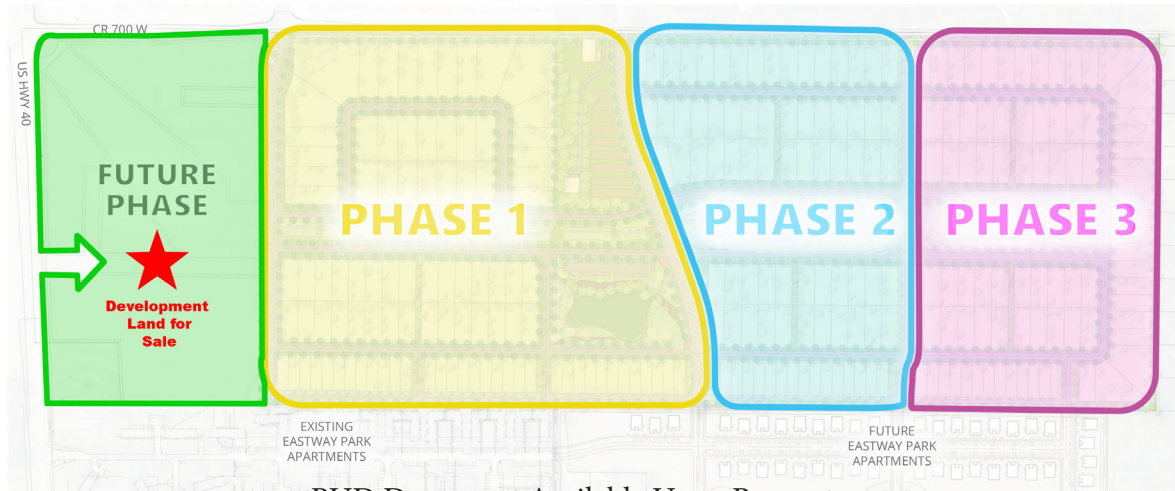 CR 700 W
US HWY 40
FUTURE
PHASE
Development
Land for
Sale
PHASE 1
PHASE 2
PHASE 3
EXISTING
EASTWAY PARK
APARTMENTS
FUTURE
EASTWAY PARK
APARTMENTS
Available